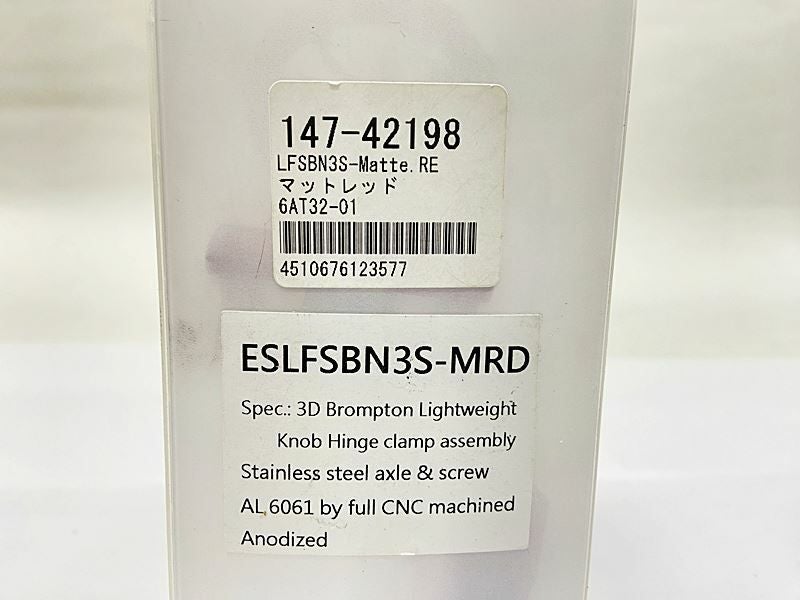 147-42198
LFSBN3S-Matte.RE
マットレッド
6AT32-01
4510676123577
ESLFSBN3S-MRD
Spec.: 3D Brompton Lightweight
Knob Hinge clamp assembly
Stainless steel axle & screw
AL 6061 by full CNC machined
Anodized